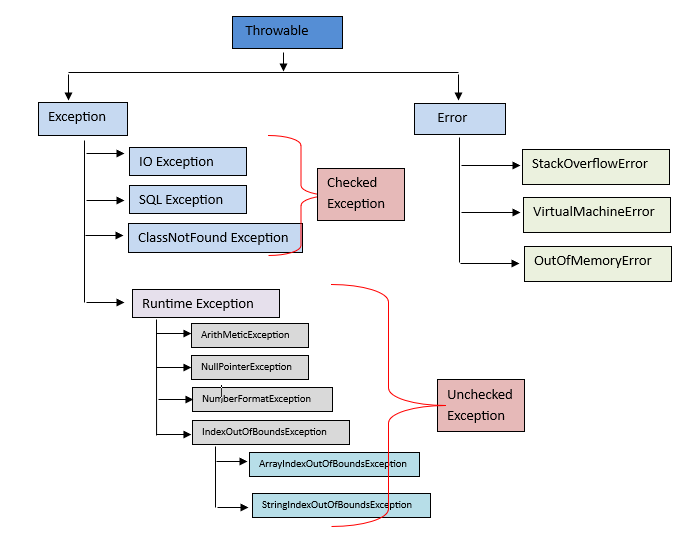 Throwable
Exception
Error
IO Exception
SQL Exception
ClassNotFound Exception
Checked
Exception
StackOverflowError
VirtualMachineError
OutOfMemoryError
Runtime Exception
ArithMeticException
NullPointerException
NumberFormatException
IndexOutOfBoundsException
ArrayIndexOutOfBoundsException
StringIndexOutOfBoundsException
Unchecked
Exception